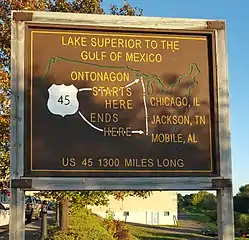 LAKE SUPERIOR TO THE
GULF OF MEXICO
ONTONAGON
STARTS
HERE
45
ENDS
HERE
CHICAGO, IL
JACKSON, TN
MOBILE, AL
US 45 1300 MILES LONG